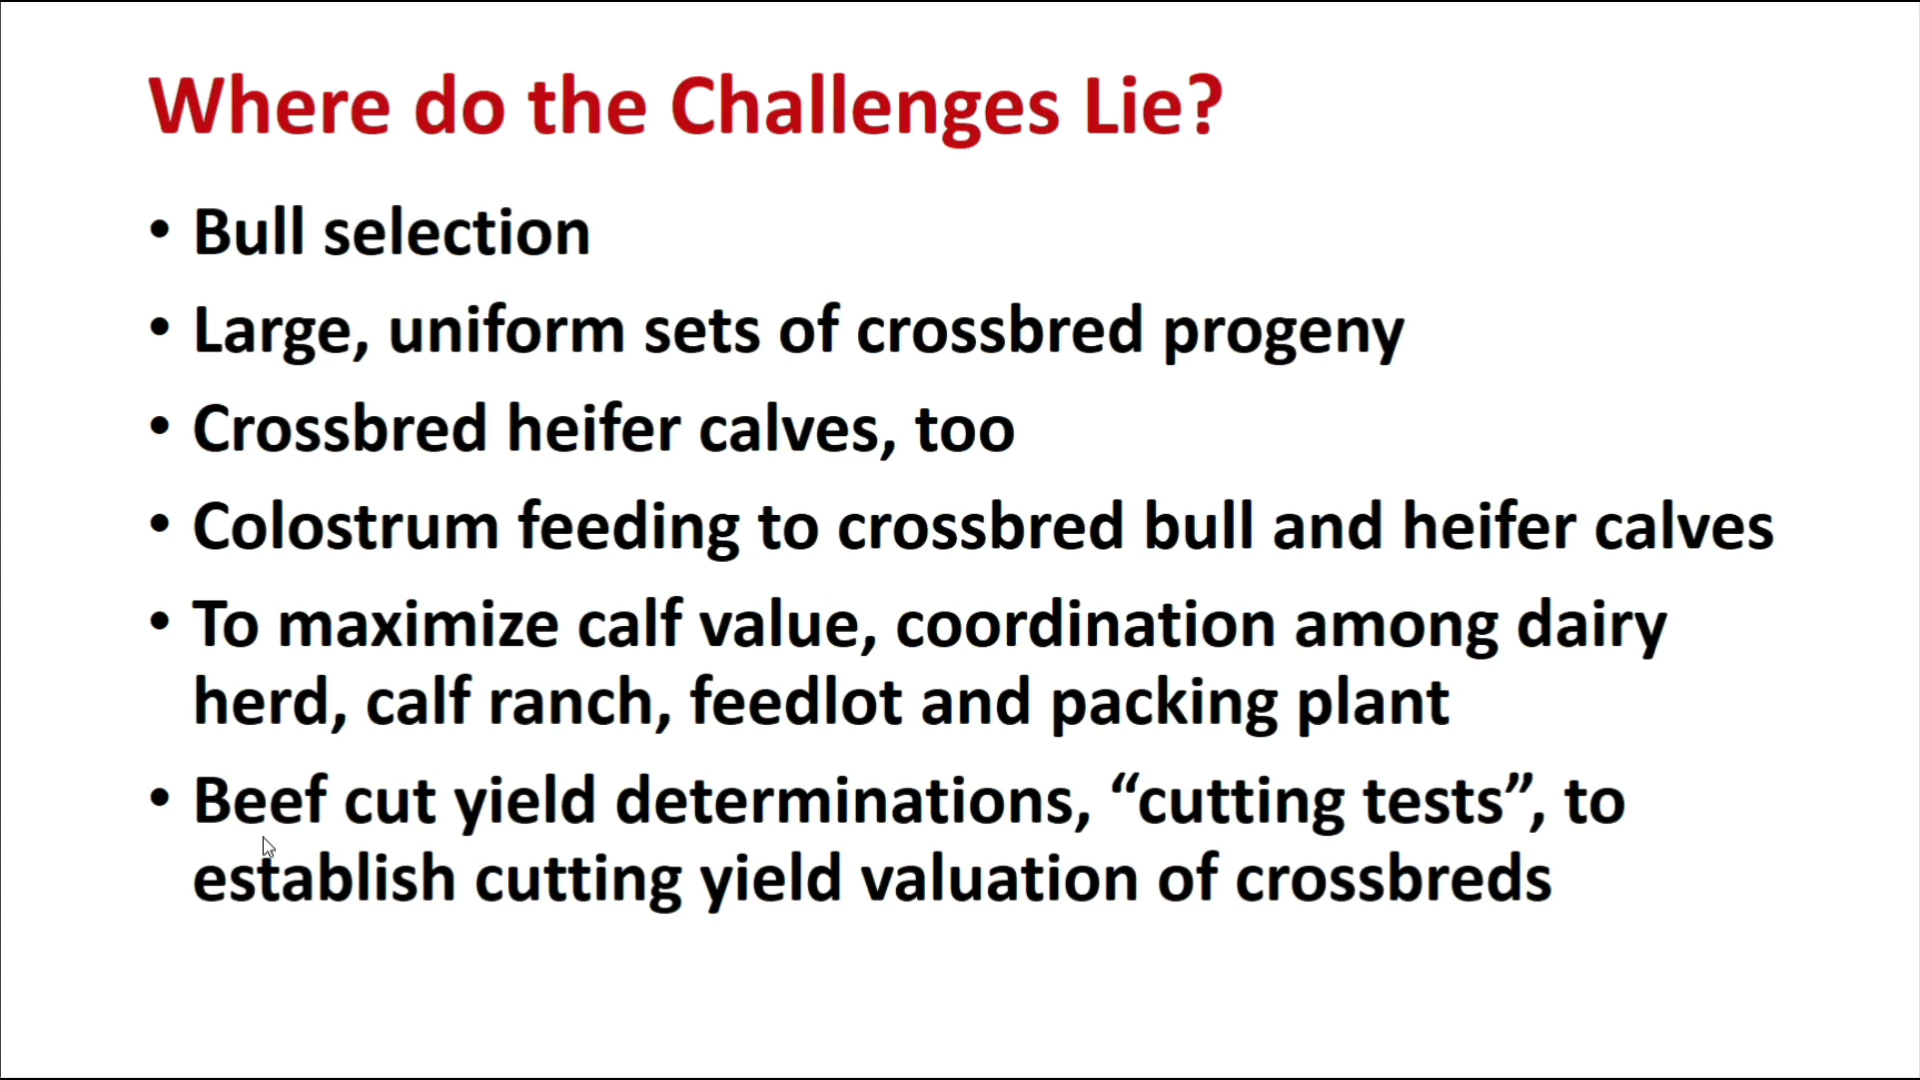 Where do the Challenges Lie?
• Bull selection
• Large, uniform sets of crossbred progeny
• Crossbred heifer calves, too
• Colostrum feeding to crossbred bull and heifer calves
• To maximize calf value, coordination among dairy
herd, calf ranch, feedlot and packing plant
• Beef cut yield determinations, “cutting tests”, to
establish cutting yield valuation of crossbreds